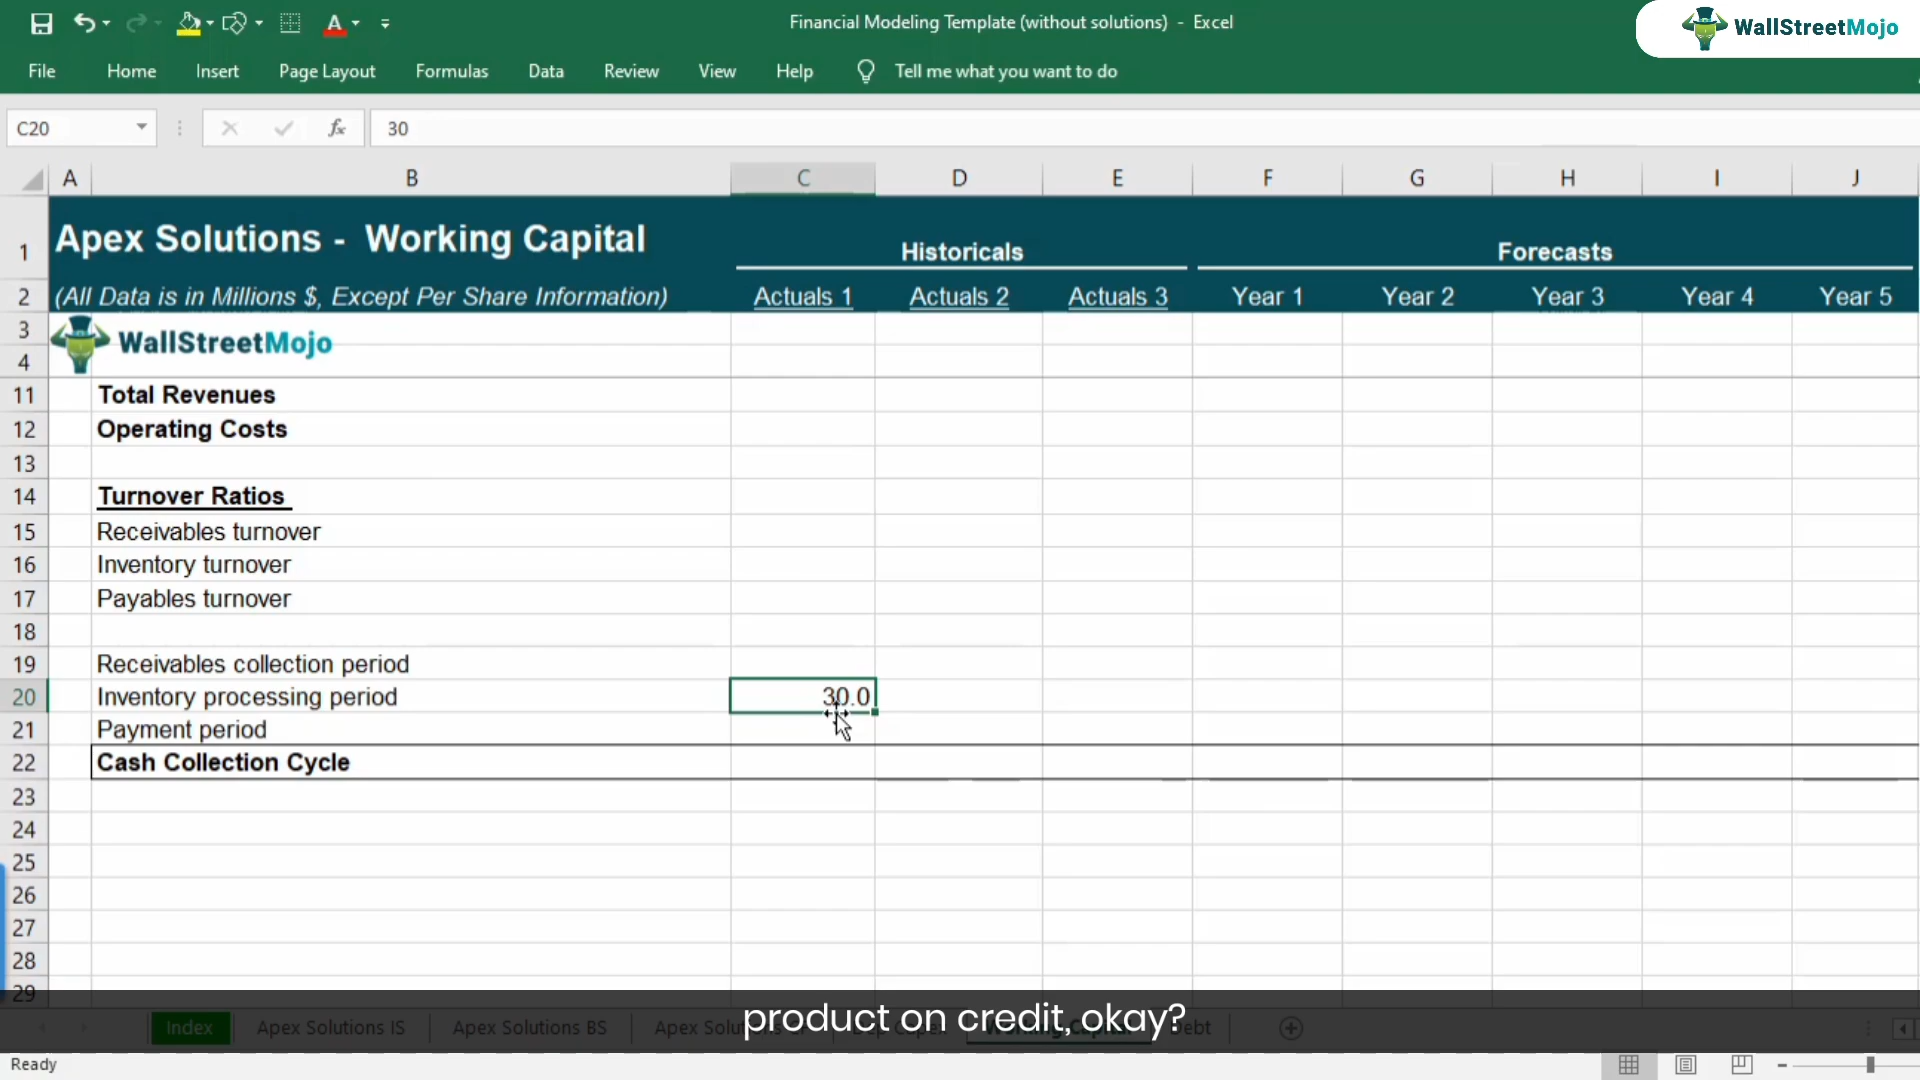 Financial Modeling Template (without solutions) - Excel
WallStreetMojo
File Home Insert Page Layout Formulas Data Review View Help Tell me what you want to do
C20 fx 30
A B C D E F G H I J
1 Apex Solutions - Working Capital Historicals Forecasts
2 (All Data is in Millions $, Except Per Share Information) Actuals 1 Actuals 2 Actuals 3 Year 1 Year 2 Year 3 Year 4 Year 5
3
WallStreetMojo
4
11 Total Revenues
12 Operating Costs
13
14 Turnover Ratios
15 Receivables turnover
16 Inventory turnover
17 Payables turnover
18
19 Receivables collection period
20 Inventory processing period 30.0
21 Payment period
22 Cash Collection Cycle
23
24
25
26
27
28
29
product on credit, okay?
Index Apex Solutions IS Apex Solutions BS
Ready